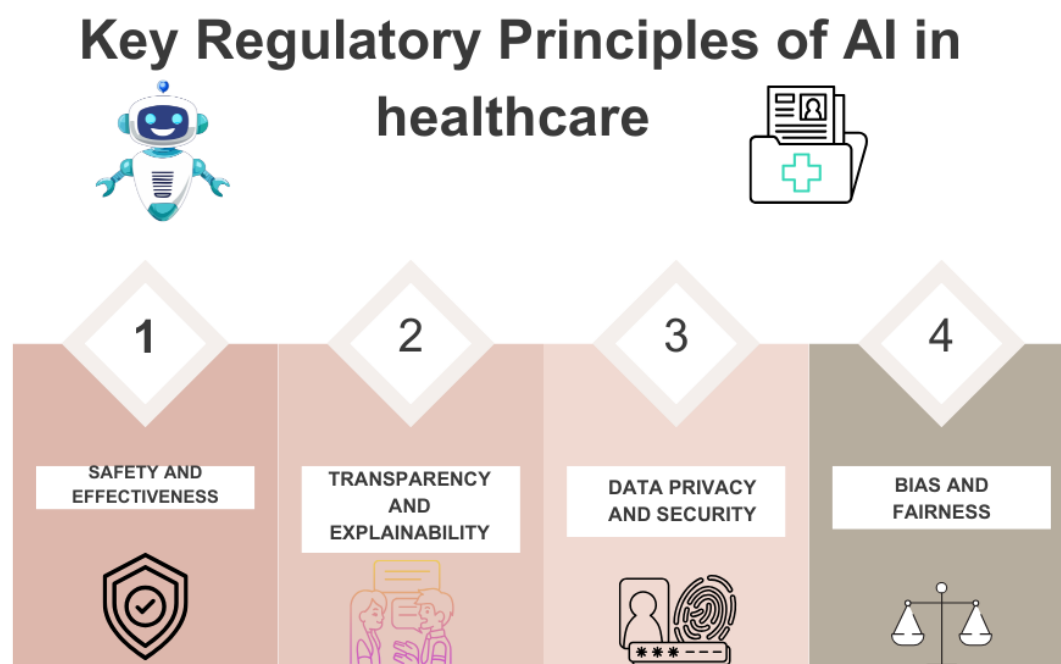 Key Regulatory Principles of AI in
healthcare
1
2
3
4
SAFETY AND
EFFECTIVENESS
TRANSPARENCY
AND
EXPLAINABILITY
DATA PRIVACY
AND SECURITY
BIAS AND
FAIRNESS